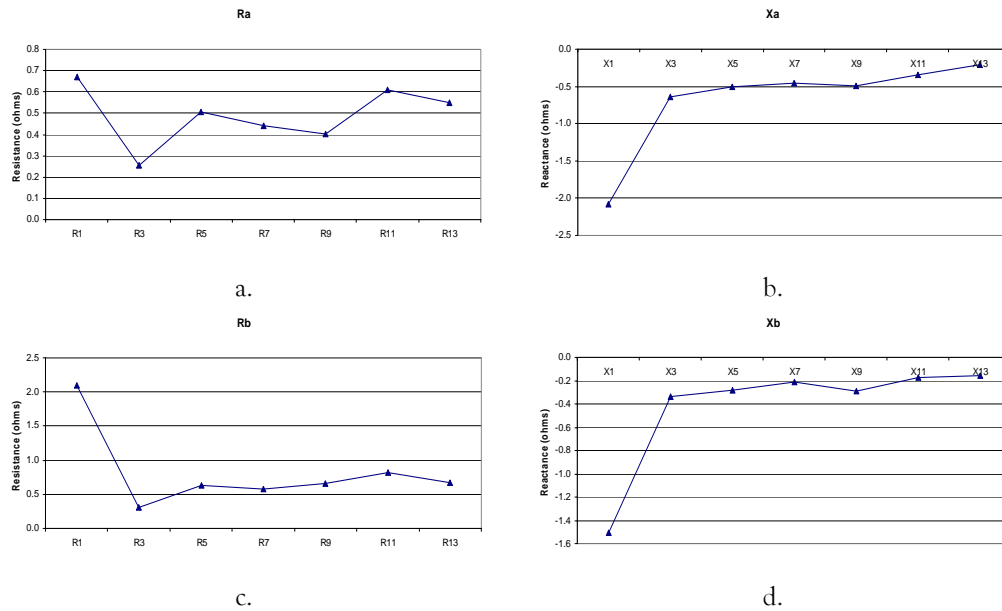 Ra
Resistance (ohms)
0.8
0.7
0.6
0.5
0.4
0.3
0.2
0.1
0.0
R1 R3 R5 R7 R9 R11 R13
a.
Xa
Reactance (ohms)
0.0
-0.5
-1.0
-1.5
-2.0
-2.5
X1 X3 X5 X7 X9 X11 X13
b.
Rb
Resistance (ohms)
2.5
2.0
1.5
1.0
0.5
0.0
R1 R3 R5 R7 R9 R11 R13
c.
Xb
Reactance (ohms)
0.0
-0.2
-0.4
-0.6
-0.8
-1.0
-1.2
-1.4
-1.6
X1 X3 X5 X7 X9 X11 X13
d.